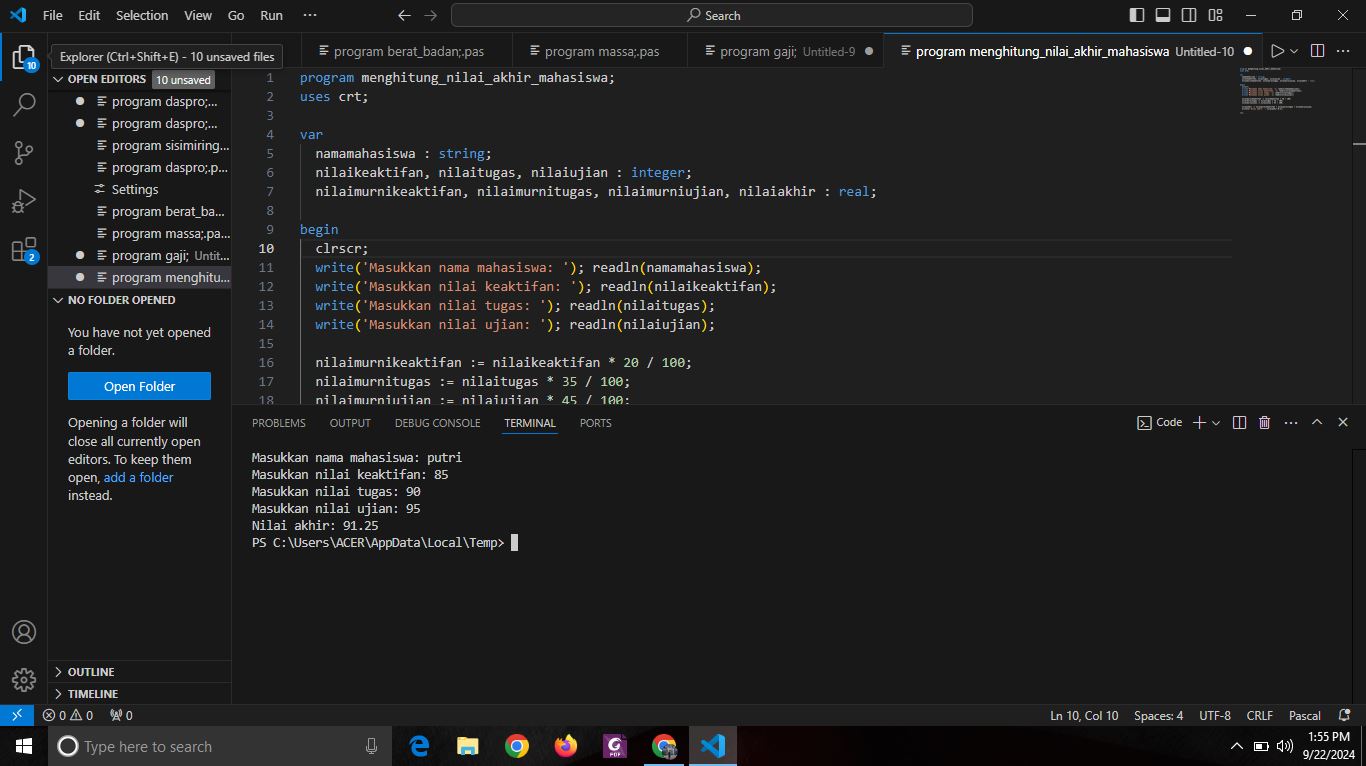 File Edit Selection View Go Run ··· Search
Explorer (Ctrl+Shift+E) - 10 unsaved files
program berat_badan;.pas
program massa;.pas
program gaji; Untitled-9
program menghitung_nilai_akhir_mahasiswa Untitled-10
10
2
OPEN EDITORS 10 unsaved
program daspro;...
program daspro;...
program sisimiring...
program daspro;.p...
Settings
program berat_ba...
program massa;.pa...
program gaji; Untit...
program menghitu...
NO FOLDER OPENED
You have not yet opened
a folder.
Open Folder
Opening a folder will
close all currently open
editors. To keep them
open, add a folder
instead.
OUTLINE
TIMELINE
1 program menghitung_nilai_akhir_mahasiswa;
2 uses crt;
3
4 var
5 namamahasiswa : string;
6 nilaikeaktifan, nilaitugas, nilaiujian : integer;
7 nilaimurnikeaktifan, nilaimurnitugas, nilaimurniujian, nilaiakhir : real;
8
9 begin
10 clrscr;
11 write('Masukkan nama mahasiswa: '); readln(namamahasiswa);
12 write('Masukkan nilai keaktifan: '); readln(nilaikeaktifan);
13 write('Masukkan nilai tugas: '); readln(nilaitugas);
14 write('Masukkan nilai ujian: '); readln(nilaiujian);
15
16 nilaimurnikeaktifan := nilaikeaktifan * 20 / 100;
17 nilaimurnitugas := nilaitugas * 35 / 100;
18 nilaimurniujian := nilaiujian * 45 / 100;
PROBLEMS OUTPUT DEBUG CONSOLE TERMINAL PORTS Code
Masukkan nama mahasiswa: putri
Masukkan nilai keaktifan: 85
Masukkan nilai tugas: 90
Masukkan nilai ujian: 95
Nilai akhir: 91.25
PS C:\Users\ACER\AppData\Local\Temp>
0 0 0 Ln 10, Col 10 Spaces: 4 UTF-8 CRLF Pascal
Type here to search
PDF
1:55 PM
9/22/2024